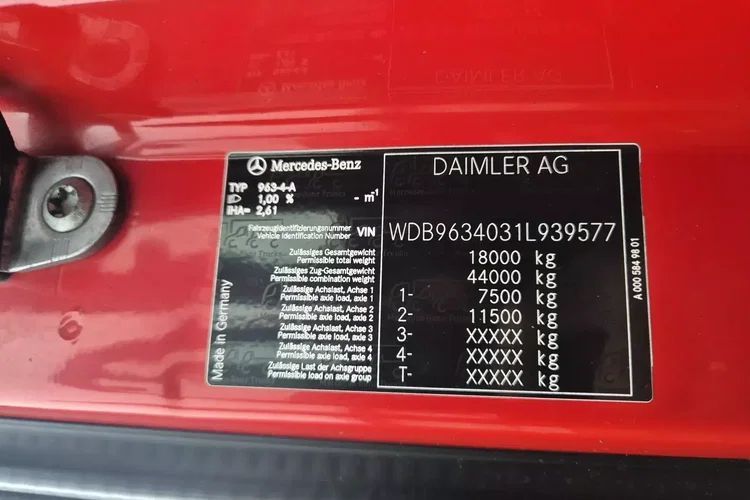 Mercedes-Benz
DAIMLER AG
TYP 963-4-A
1,00 % - m⁻¹
IHA= 2,61
Fahrzeugidentifizierungsnummer
Vehicle Identification Number VIN WDB9634031L939577
Zulässiges Gesamtgewicht
Permissible total weight 18000 kg
Zulässiges Zug-Gesamtgewicht
Permissible combination weight 44000 kg
Zulässige Achslast, Achse 1
Permissible axle load, axle 1 1- 7500 kg
Zulässige Achslast, Achse 2
Permissible axle load, axle 2 2- 11500 kg
Zulässige Achslast, Achse 3
Permissible axle load, axle 3 3- XXXXX kg
Zulässige Achslast, Achse 4
Permissible axle load, axle 4 4- XXXXX kg
Zulässige Last der Achsgruppe
Permissible load on axle group T- XXXXX kg
Made in Germany
A 000 584 98 01
DAIMLER AG